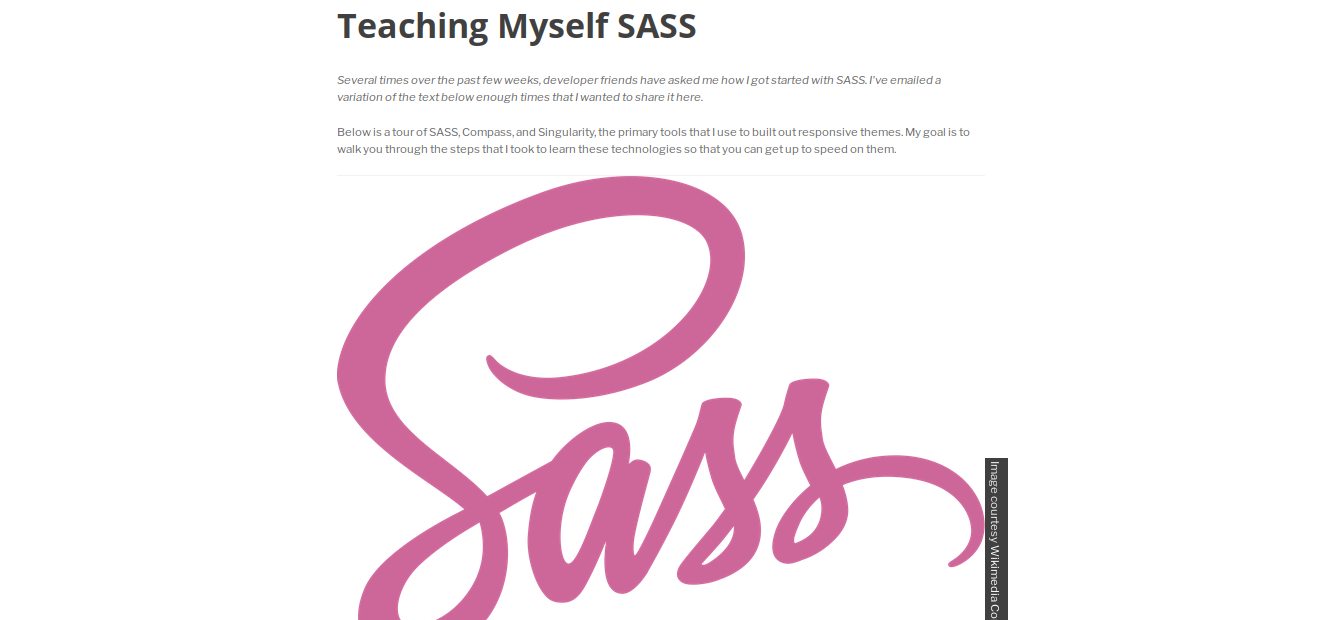 Teaching Myself SASS
Several times over the past few weeks, developer friends have asked me how I got started with SASS. I've emailed a
variation of the text below enough times that I wanted to share it here.
Below is a tour of SASS, Compass, and Singularity, the primary tools that I use to built out responsive themes. My goal is to
walk you through the steps that I took to learn these technologies so that you can get up to speed on them.
Sass
Image courtesy Wikimedia Co